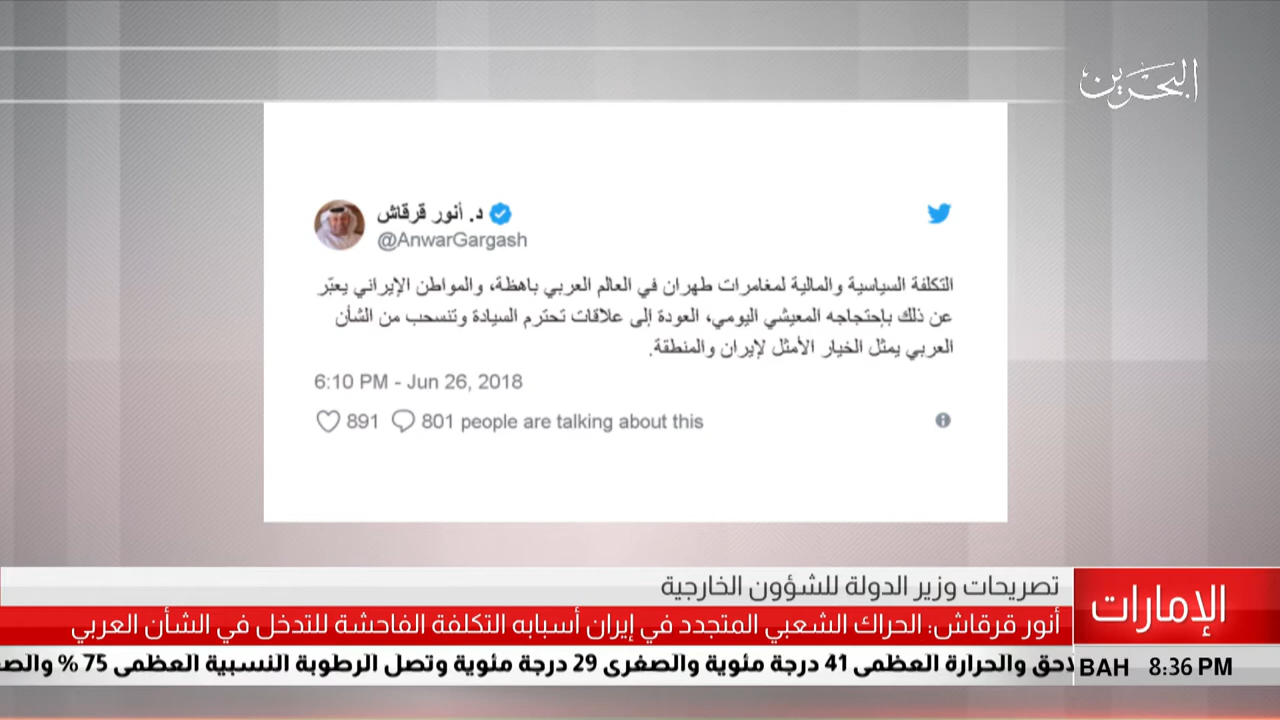 البحرين
د. أنور قرقاش
@AnwarGargash
التكلفة السياسية والمالية لمغامرات طهران في العالم العربي باهظة، والمواطن الإيراني يعبّر
عن ذلك بإحتجاجه المعيشي اليومي، العودة إلى علاقات تحترم السيادة وتنسحب من الشأن
العربي يمثل الخيار الأمثل لإيران والمنطقة.
6:10 PM - Jun 26, 2018
891 801 people are talking about this
تصريحات وزير الدولة للشؤون الخارجية
الإمارات
أنور قرقاش: الحراك الشعبي المتجدد في إيران أسبابه التكلفة الفاحشة للتدخل في الشأن العربي
والحرارة العظمى 41 درجة مئوية والصغرى 29 درجة مئوية وتصل الرطوبة النسبية العظمى 75 %
BAH 8:36 PM